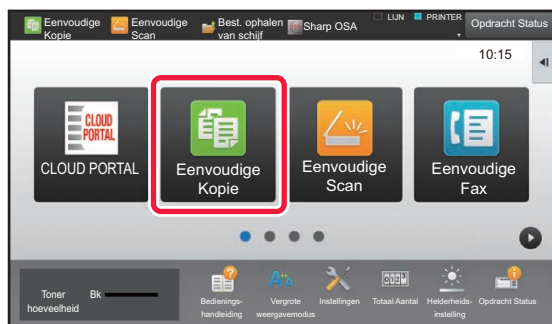 Eenvoudige Kopie
Eenvoudige Scan
Best. ophalen van schijf
Sharp OSA
LIJN
PRINTER
Opdracht Status
10:15
CLOUD PORTAL
CLOUD PORTAL
Eenvoudige
Kopie
Eenvoudige
Scan
Eenvoudige
Fax
Toner
hoeveelheid
Bk
Bedienings-
handleiding
Vergrote
weergavemodus
Instellingen
Totaal Aantal
Helderheids-
instelling
Opdracht Status